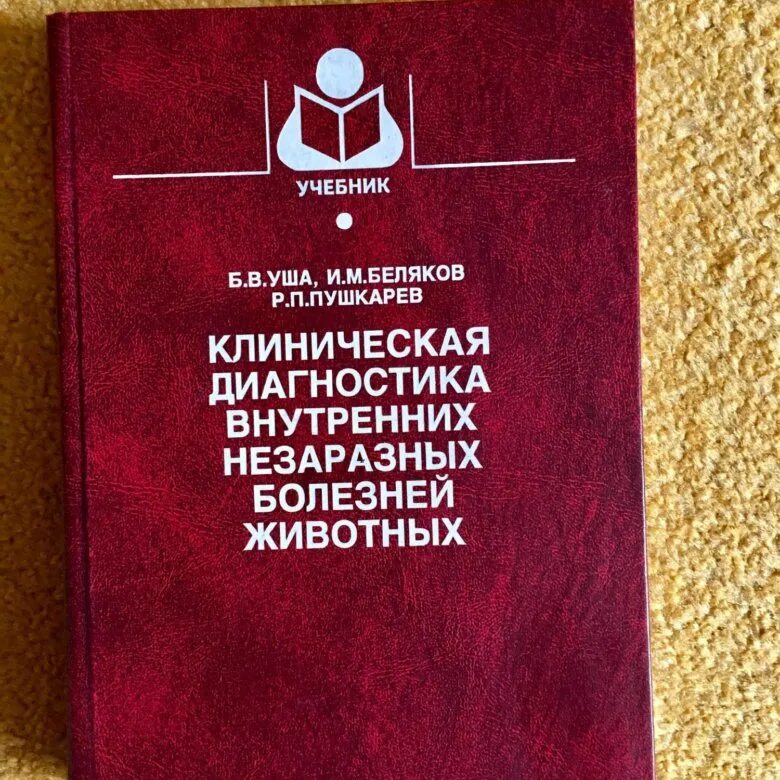 УЧЕБНИК
Б.В.УША, И.М.БЕЛЯКОВ
Р.П.ПУШКАРЕВ
КЛИНИЧЕСКАЯ
ДИАГНОСТИКА
ВНУТРЕННИХ
НЕЗАРАЗНЫХ
БОЛЕЗНЕЙ
ЖИВОТНЫХ